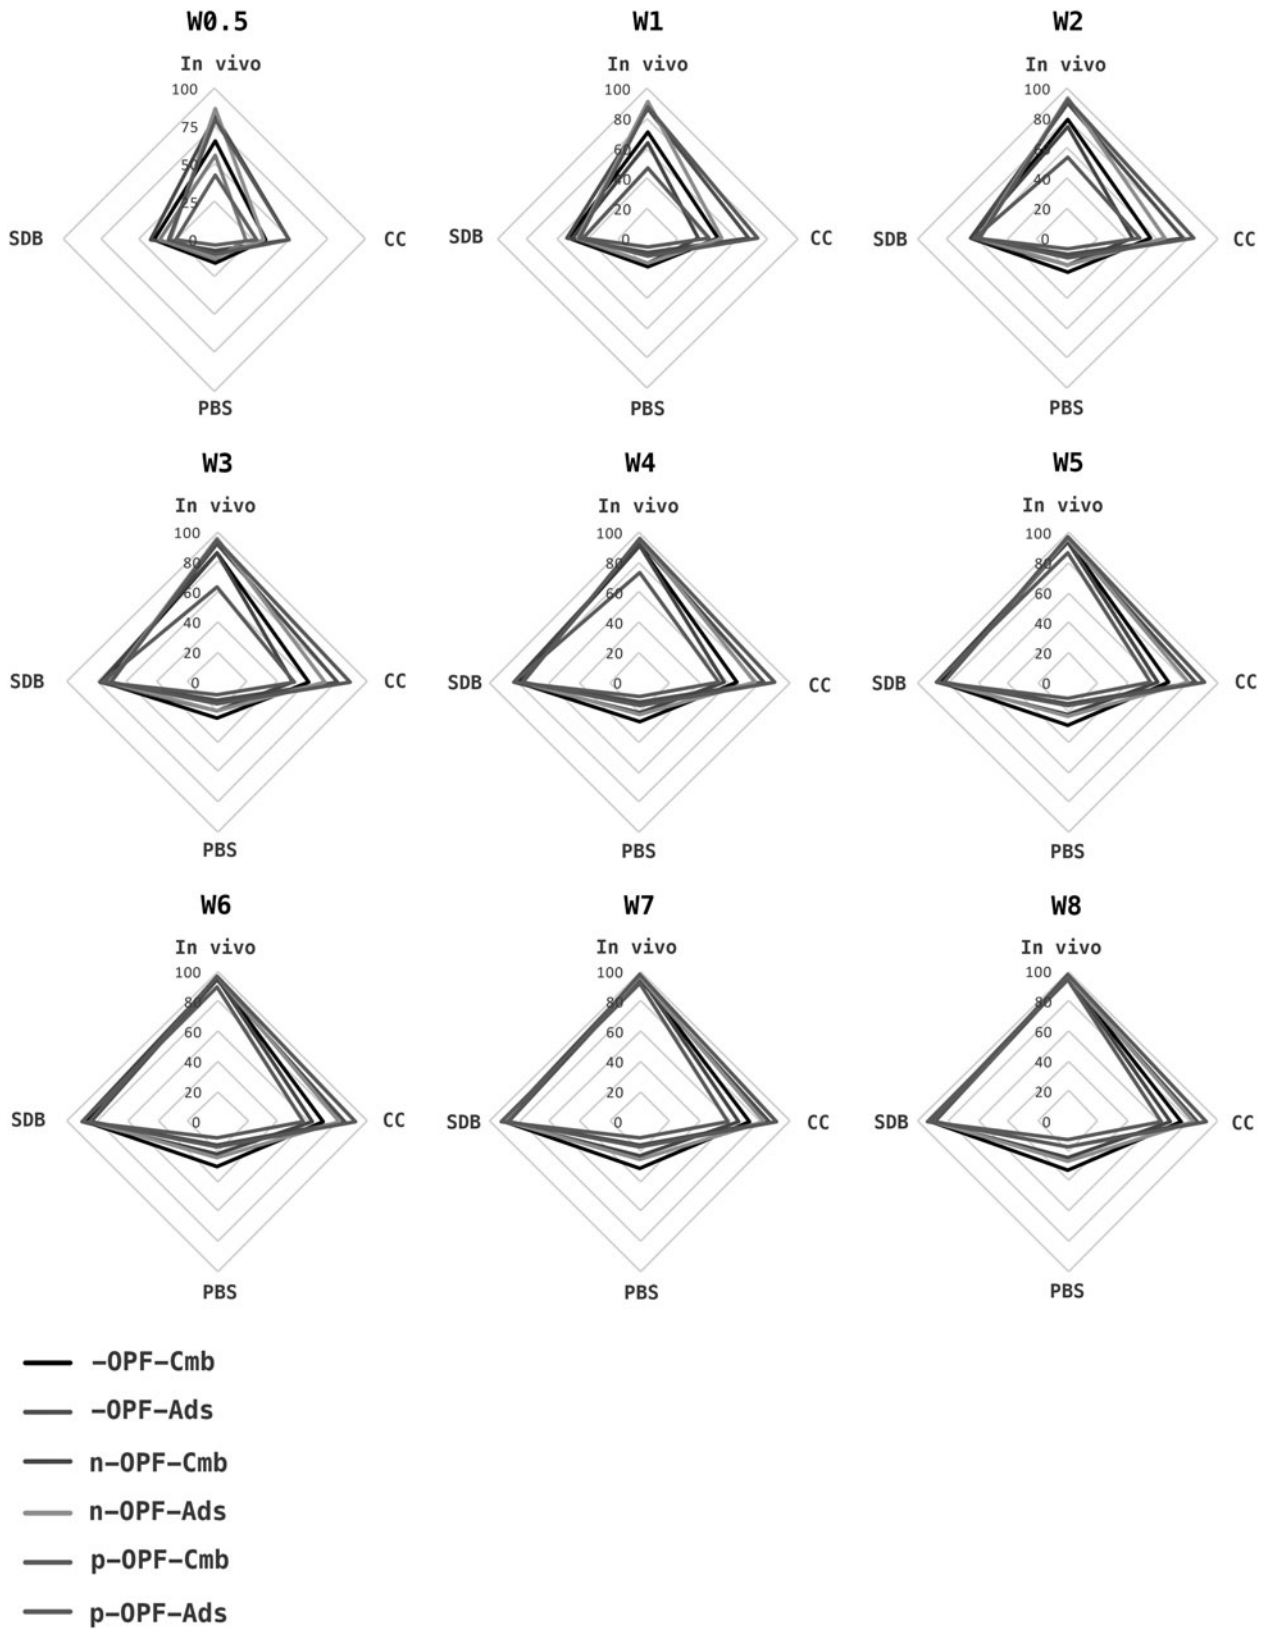 W0.5
W1
W2
In vivo
In vivo
In vivo
100
75
50
25
0
100
80
60
40
20
0
100
80
60
40
20
0
SDB
CC
SDB
CC
SDB
CC
PBS
PBS
PBS
W3
W4
W5
In vivo
In vivo
In vivo
100
80
60
40
20
0
100
80
60
40
20
0
100
80
60
40
20
0
SDB
CC
SDB
CC
SDB
CC
PBS
PBS
PBS
W6
W7
W8
In vivo
In vivo
In vivo
100
80
60
40
20
0
100
80
60
40
20
0
100
80
60
40
20
0
SDB
CC
SDB
CC
SDB
CC
PBS
PBS
PBS
-OPF-Cmb
-OPF-Ads
n-OPF-Cmb
n-OPF-Ads
p-OPF-Cmb
p-OPF-Ads